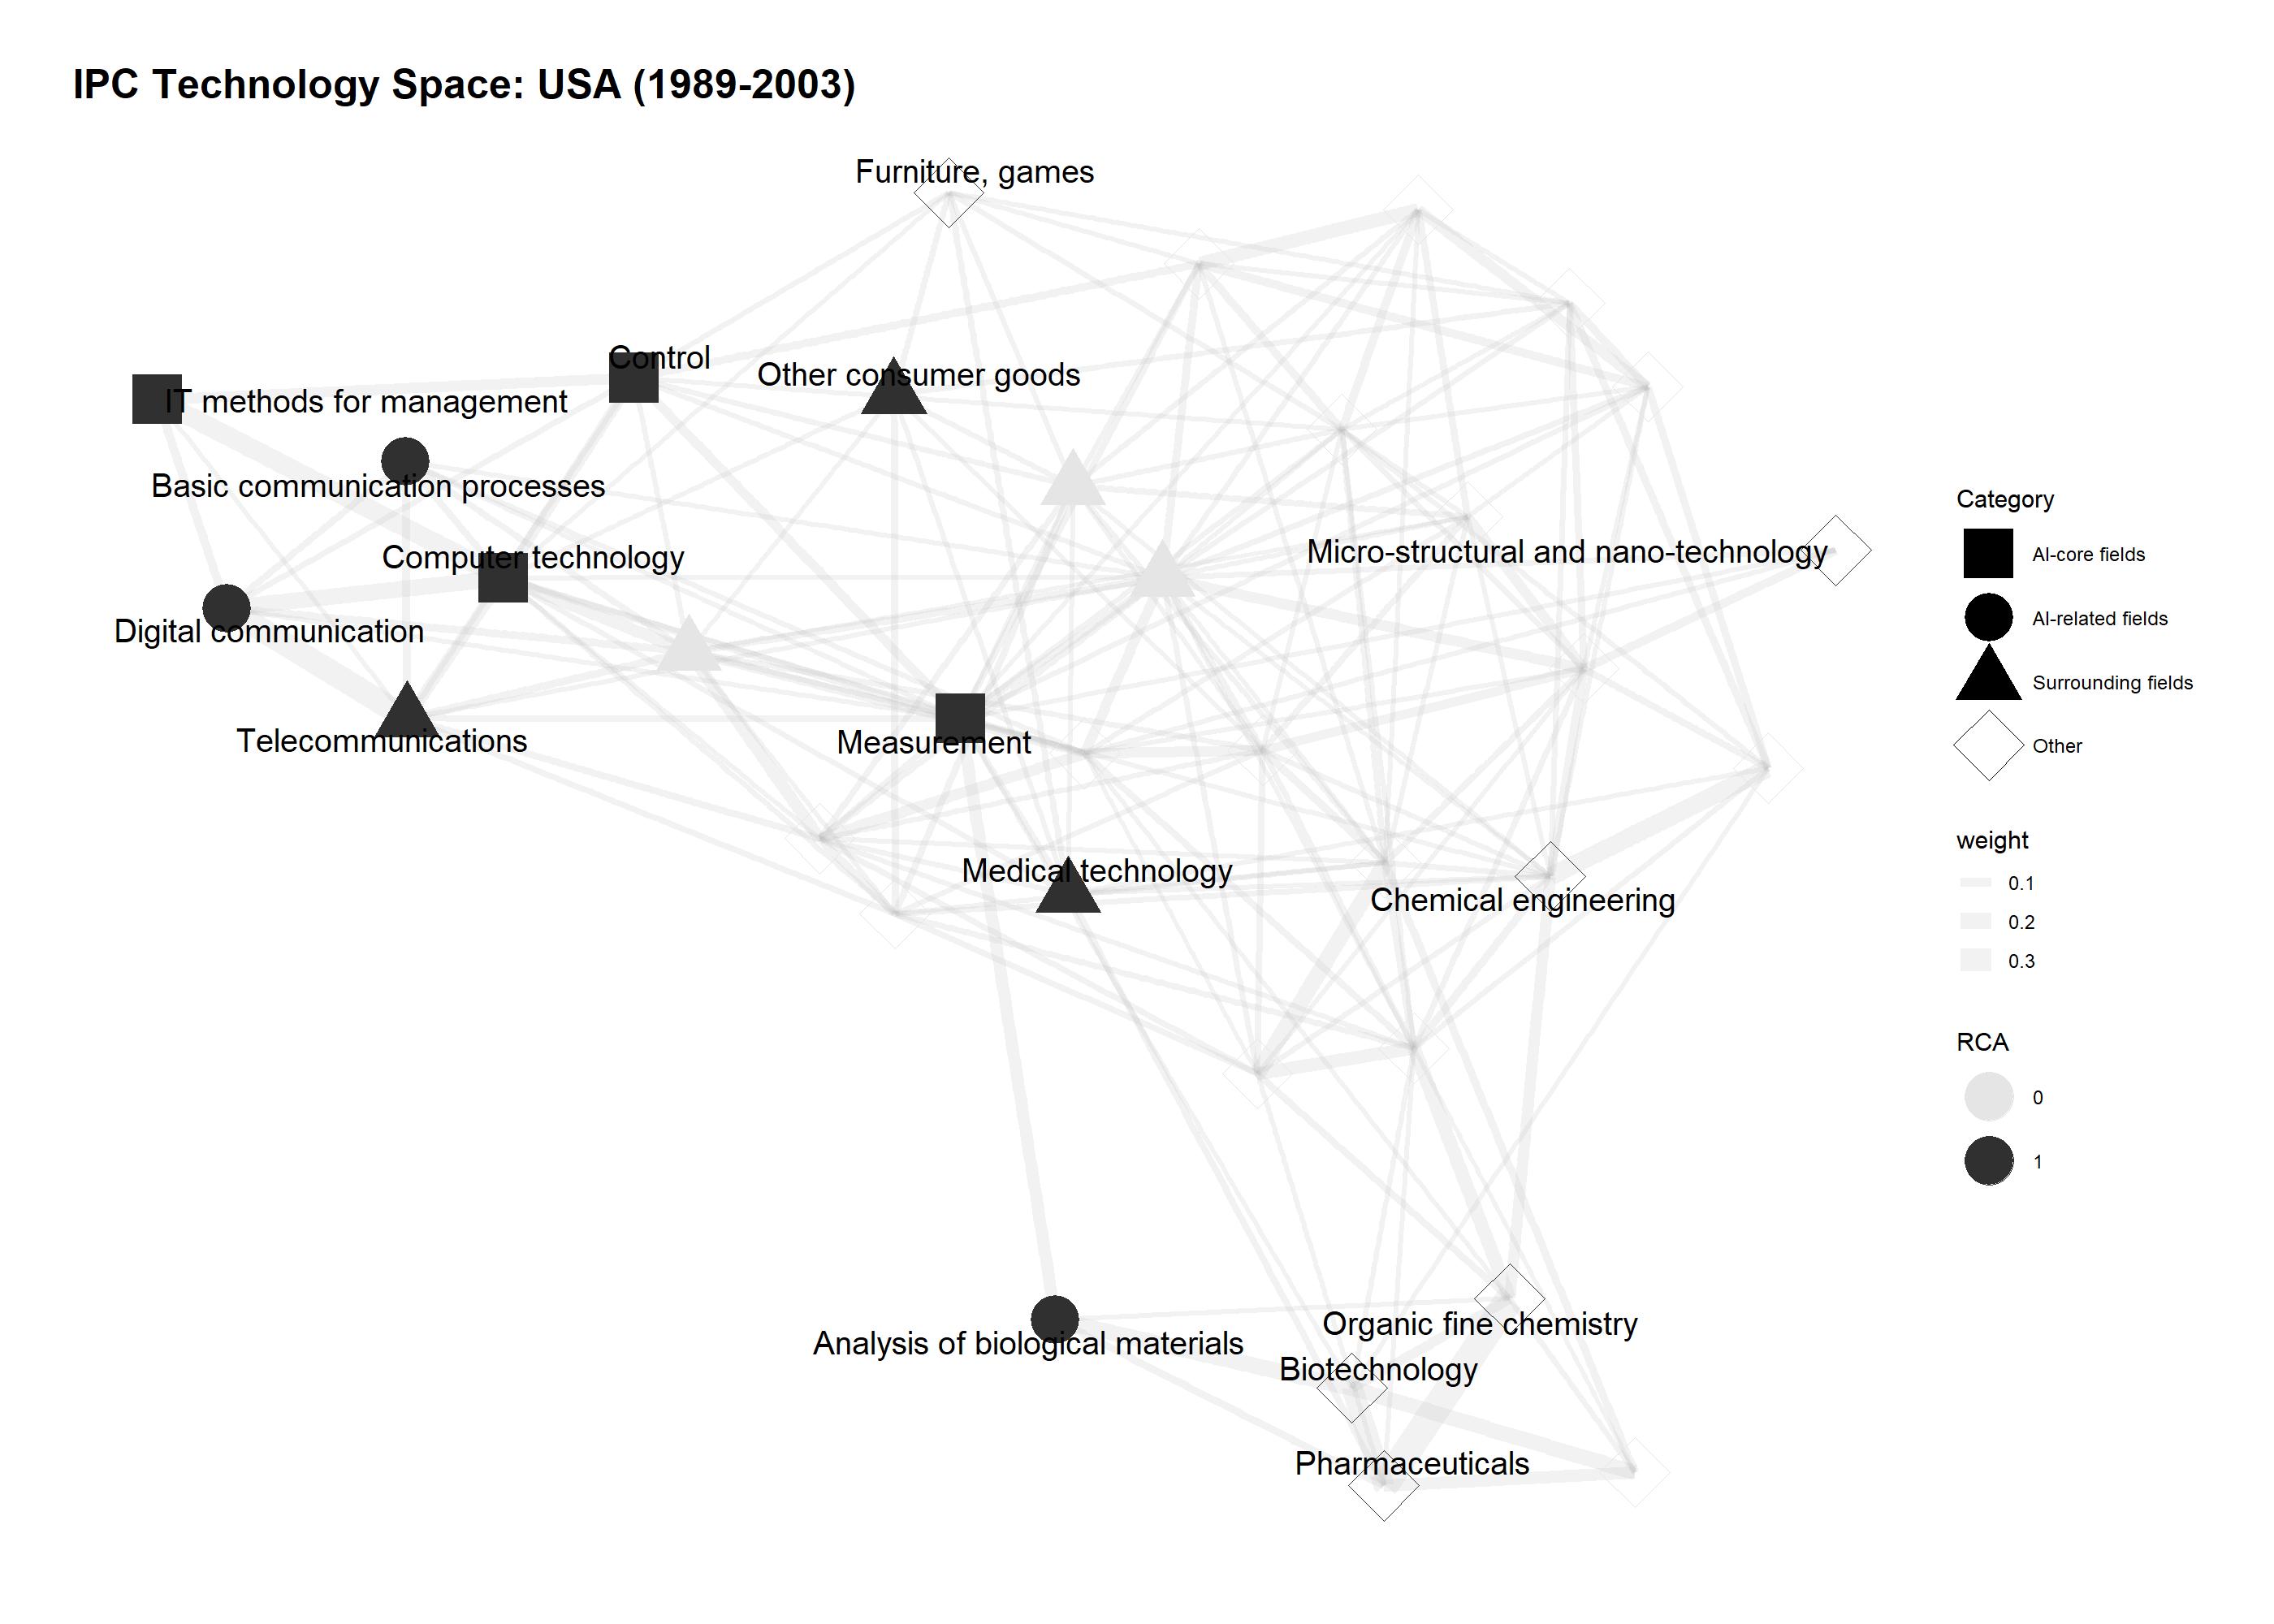 IPC Technology Space: USA (1989-2003)
Furniture, games
Control
Other consumer goods
IT methods for management
Basic communication processes
Computer technology
Micro-structural and nano-technology
Digital communication
Telecommunications
Measurement
Medical technology
Chemical engineering
Analysis of biological materials
Organic fine chemistry
Biotechnology
Pharmaceuticals
Category
AI-core fields
AI-related fields
Surrounding fields
Other
weight
0.1
0.2
0.3
RCA
0
1